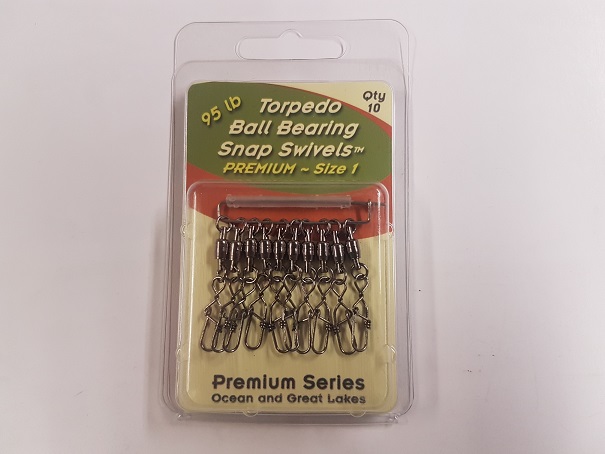 95 lb
Torpedo
Ball Bearing
Snap Swivels™
PREMIUM ~ Size 1
Qty
10
Premium Series
Ocean and Great Lakes